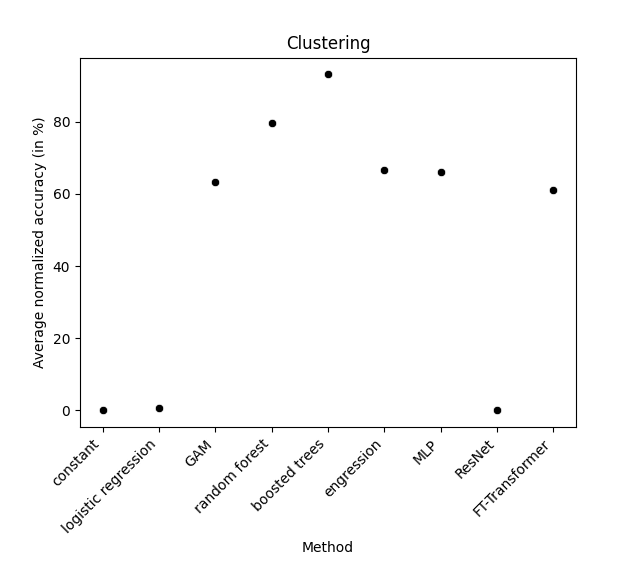 Clustering
Average normalized accuracy (in %)
80
60
40
20
0
constant
logistic regression
GAM
random forest
boosted trees
engression
MLP
ResNet
FT-Transformer
Method